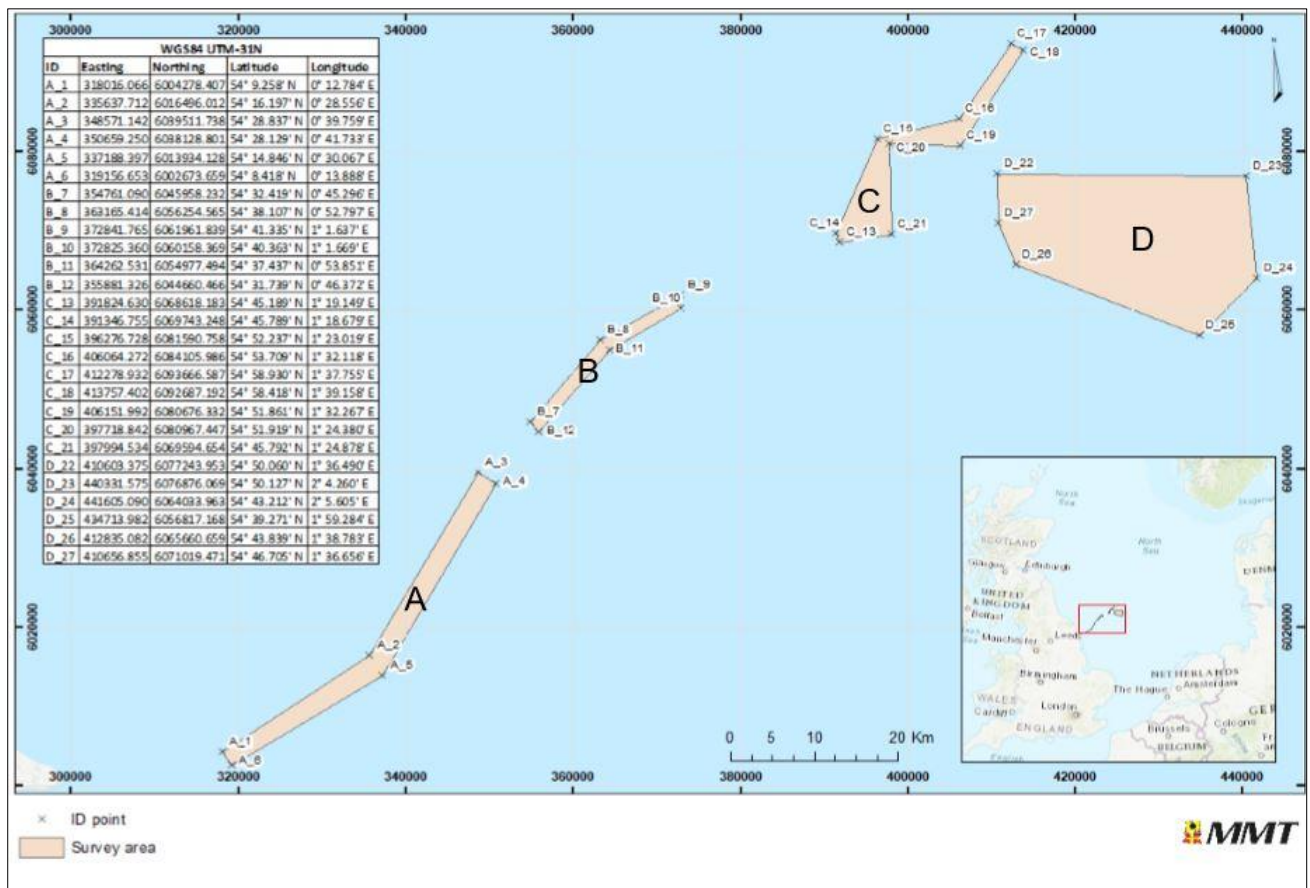 300000 320000 340000 360000 380000 400000 420000 440000
WGS84 UTM-31N
ID Easting Northing Latitude Longitude
A_1 318016.066 6004278.407 54° 9.258' N 0° 12.784' E
A_2 335637.712 6016496.012 54° 16.197' N 0° 28.556' E
A_3 348571.142 6039511.738 54° 28.837' N 0° 39.759' E
A_4 350659.250 6038128.801 54° 28.129' N 0° 41.733' E
A_5 337188.397 6013934.128 54° 14.846' N 0° 30.067' E
A_6 319156.653 6002673.659 54° 8.418' N 0° 13.888' E
B_7 354761.090 6045958.232 54° 32.419' N 0° 45.296' E
B_8 363165.414 6056254.565 54° 38.107' N 0° 52.797' E
B_9 372841.765 6061961.839 54° 41.335' N 1° 1.637' E
B_10 372825.360 6060158.369 54° 40.363' N 1° 1.669' E
B_11 364262.531 6054977.494 54° 37.437' N 0° 53.851' E
B_12 355881.326 6044660.466 54° 31.739' N 0° 46.372' E
C_13 391824.630 6068618.183 54° 45.189' N 1° 19.149' E
C_14 391346.755 6069743.248 54° 45.789' N 1° 18.679' E
C_15 396276.728 6081590.758 54° 52.237' N 1° 23.019' E
C_16 406064.272 6084105.986 54° 53.709' N 1° 32.118' E
C_17 412278.932 6093666.587 54° 58.930' N 1° 37.755' E
C_18 413757.402 6092687.192 54° 58.418' N 1° 39.158' E
C_19 406151.992 6080676.332 54° 51.861' N 1° 32.267' E
C_20 397718.842 6080967.447 54° 51.919' N 1° 24.380' E
C_21 397994.534 6069594.654 54° 45.792' N 1° 24.878' E
D_22 410603.375 6077243.953 54° 50.060' N 1° 36.490' E
D_23 440331.575 6076876.069 54° 50.127' N 2° 4.260' E
D_24 441605.090 6064033.963 54° 43.212' N 2° 5.605' E
D_25 434713.982 6056817.168 54° 39.271' N 1° 59.284' E
D_26 412835.082 6065660.659 54° 43.839' N 1° 38.783' E
D_27 410656.855 6071019.471 54° 46.705' N 1° 36.656' E
C_17
C_18
N
C_16
C_15
C_19
C_20
6080000 6080000
D_22
D_23
C
D_27
C_14
C_13
C_21
D
D_26
D_24
B_9
B_10
6060000 6060000
D_25
B_8
B_11
B
B_7
B_12
6040000 6040000
A_3
A_4
A
6020000 6020000
A_2
A_5
A_1
A_6
0 5 10 20 Km
North
Sea
SCOTLAND
North
Sea
Glasgow Edinburgh
DENM
UNITED
KINGDOM
Belfast
Leed
Manchester
Birmingham
NETHERLANDS
The Hague Amsterdam
WALES
Cardiff
London
GER
ENGLAND
Brussels
Cologne
BELGIUM
English
300000 320000 340000 360000 380000 400000 420000 440000
ID point
Survey area
MMT